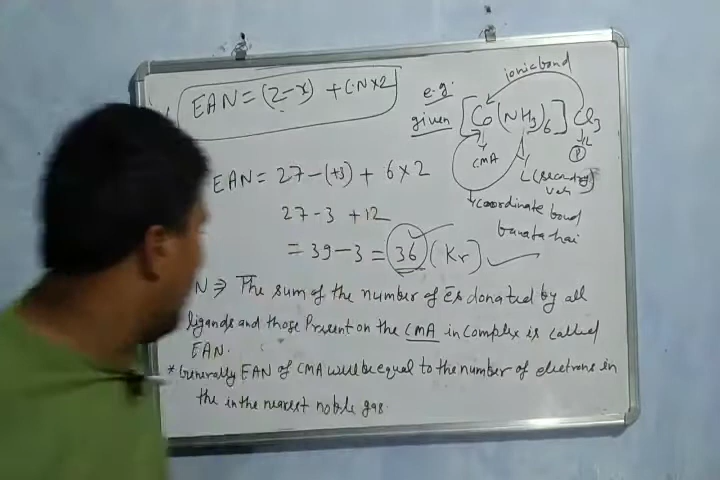 EAN = (Z-x) + C.N×2
e.g.
ionic bond
given [Co(NH3)6] Cl3
CMA
L (secondary
coordinate bond
banata hai
EAN = 27-(+3) + 6×2
27-3 +12
= 39-3 = 36 (Kr)
N ⇒ The sum of the number of ēs donated by all
ligands and those Present on the CMA in complex is called
EAN.
* Generally EAN of CMA will be equal to the number of electrons in
the in the nearest noble gas.